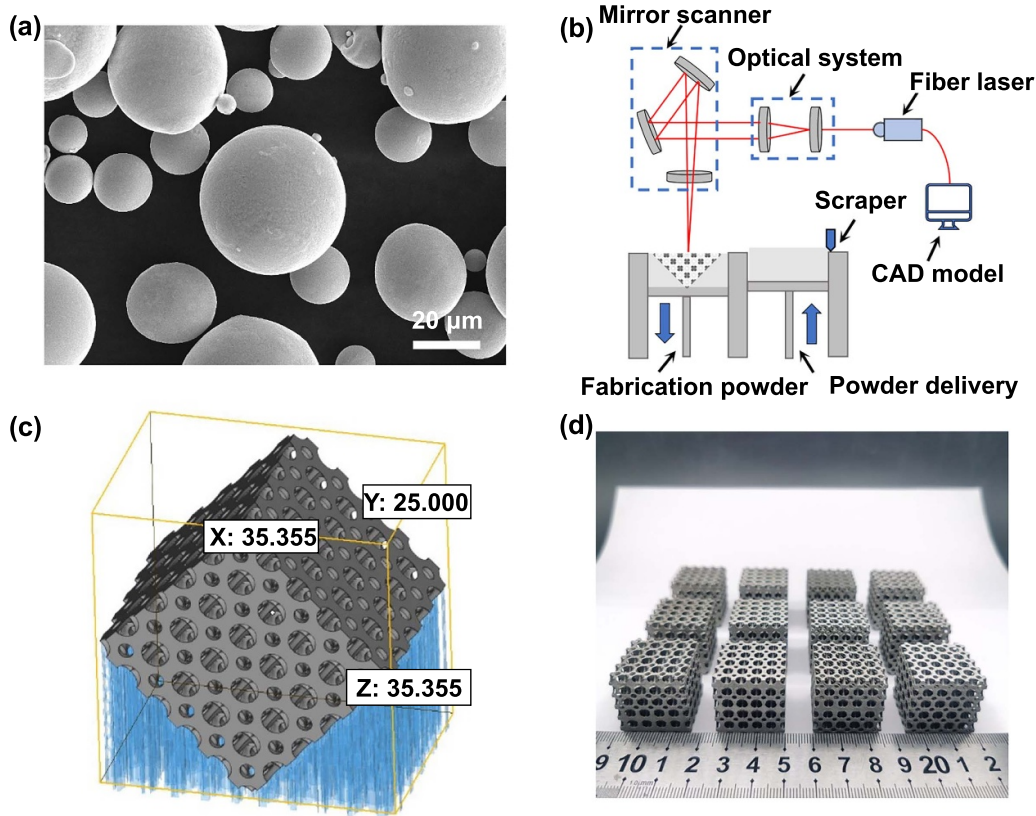 (a)
20 μm
(b)
Mirror scanner
Optical system
Fiber laser
Scraper
CAD model
Fabrication powder
Powder delivery
(c)
Y: 25.000
X: 35.355
Z: 35.355
(d)
9 10 1 2 3 4 5 6 7 8 9 20 1 2